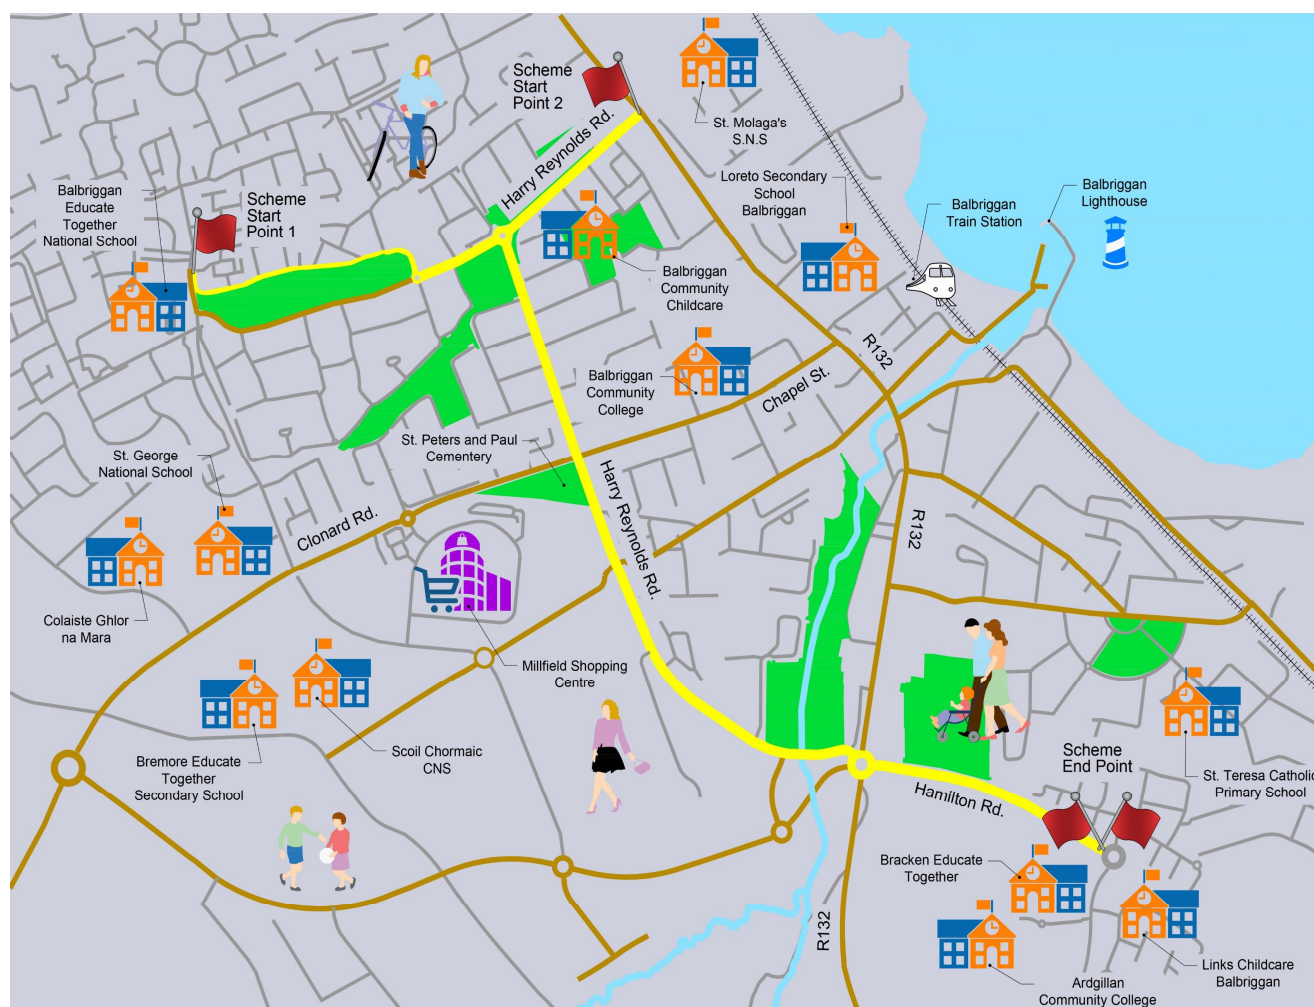 Scheme
Start
Point 2
St. Molaga's
S.N.S
Harry Reynolds Rd.
Loreto Secondary
School
Balbriggan
Balbriggan
Train Station
Balbriggan
Lighthouse
Balbriggan
Educate
Together
National School
Scheme
Start
Point 1
Balbriggan
Community
Childcare
R132
Balbriggan
Community
College
Chapel St.
St. Peters and Paul
Cementery
St. George
National School
Clonard Rd.
Harry Reynolds Rd.
R132
Colaiste Ghlor
na Mara
Millfield Shopping
Centre
Scoil Chormaic
CNS
Bremore Educate
Together
Secondary School
Scheme
End Point
St. Teresa Catholic
Primary School
Hamilton Rd.
Bracken Educate
Together
R132
Links Childcare
Balbriggan
Ardgillan
Community College